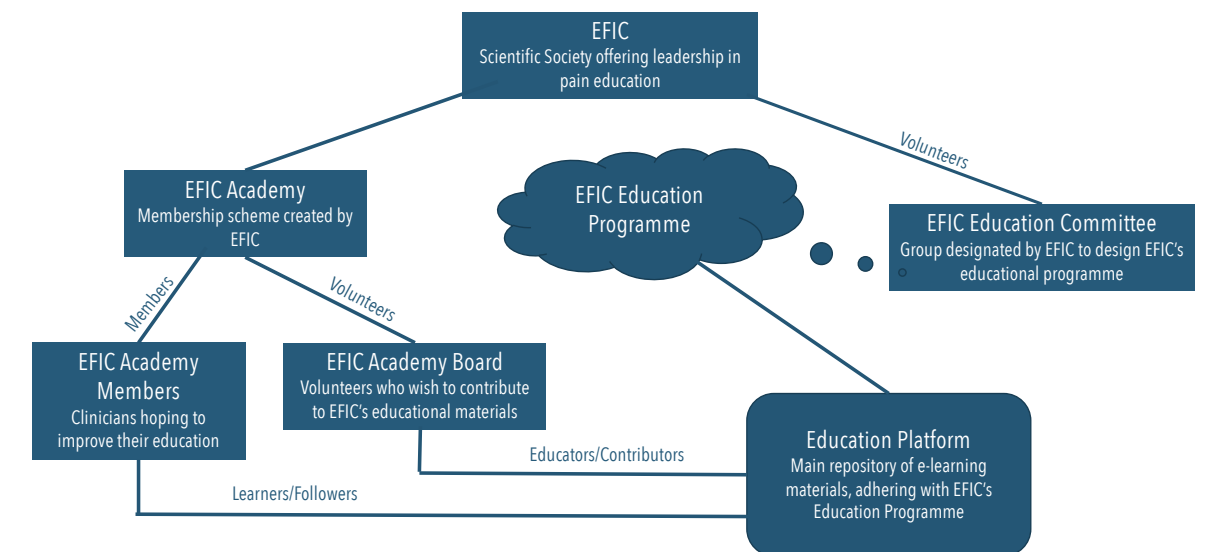 EFIC
Scientific Society offering leadership in
pain education
Volunteers
EFIC Academy
Membership scheme created by
EFIC
EFIC Education
Programme
EFIC Education Committee
Group designated by EFIC to design EFIC's
educational programme
Members
Volunteers
EFIC Academy
Members
Clinicians hoping to
improve their education
EFIC Academy Board
Volunteers who wish to contribute
to EFIC's educational materials
Education Platform
Main repository of e-learning
materials, adhering with EFIC's
Education Programme
Educators/Contributors
Learners/Followers